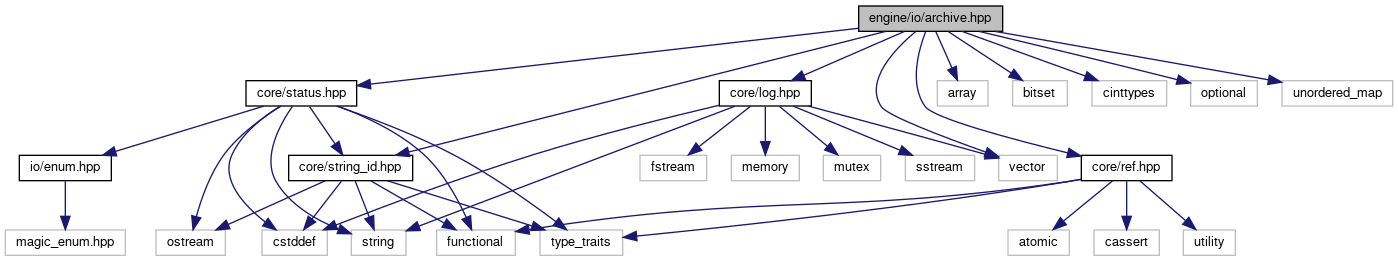 engine/io/archive.hpp
core/status.hpp
core/log.hpp
array
bitset
cinttypes
optional
unordered_map
io/enum.hpp
core/string_id.hpp
fstream
memory
mutex
sstream
vector
core/ref.hpp
magic_enum.hpp
ostream
cstddef
string
functional
type_traits
atomic
cassert
utility